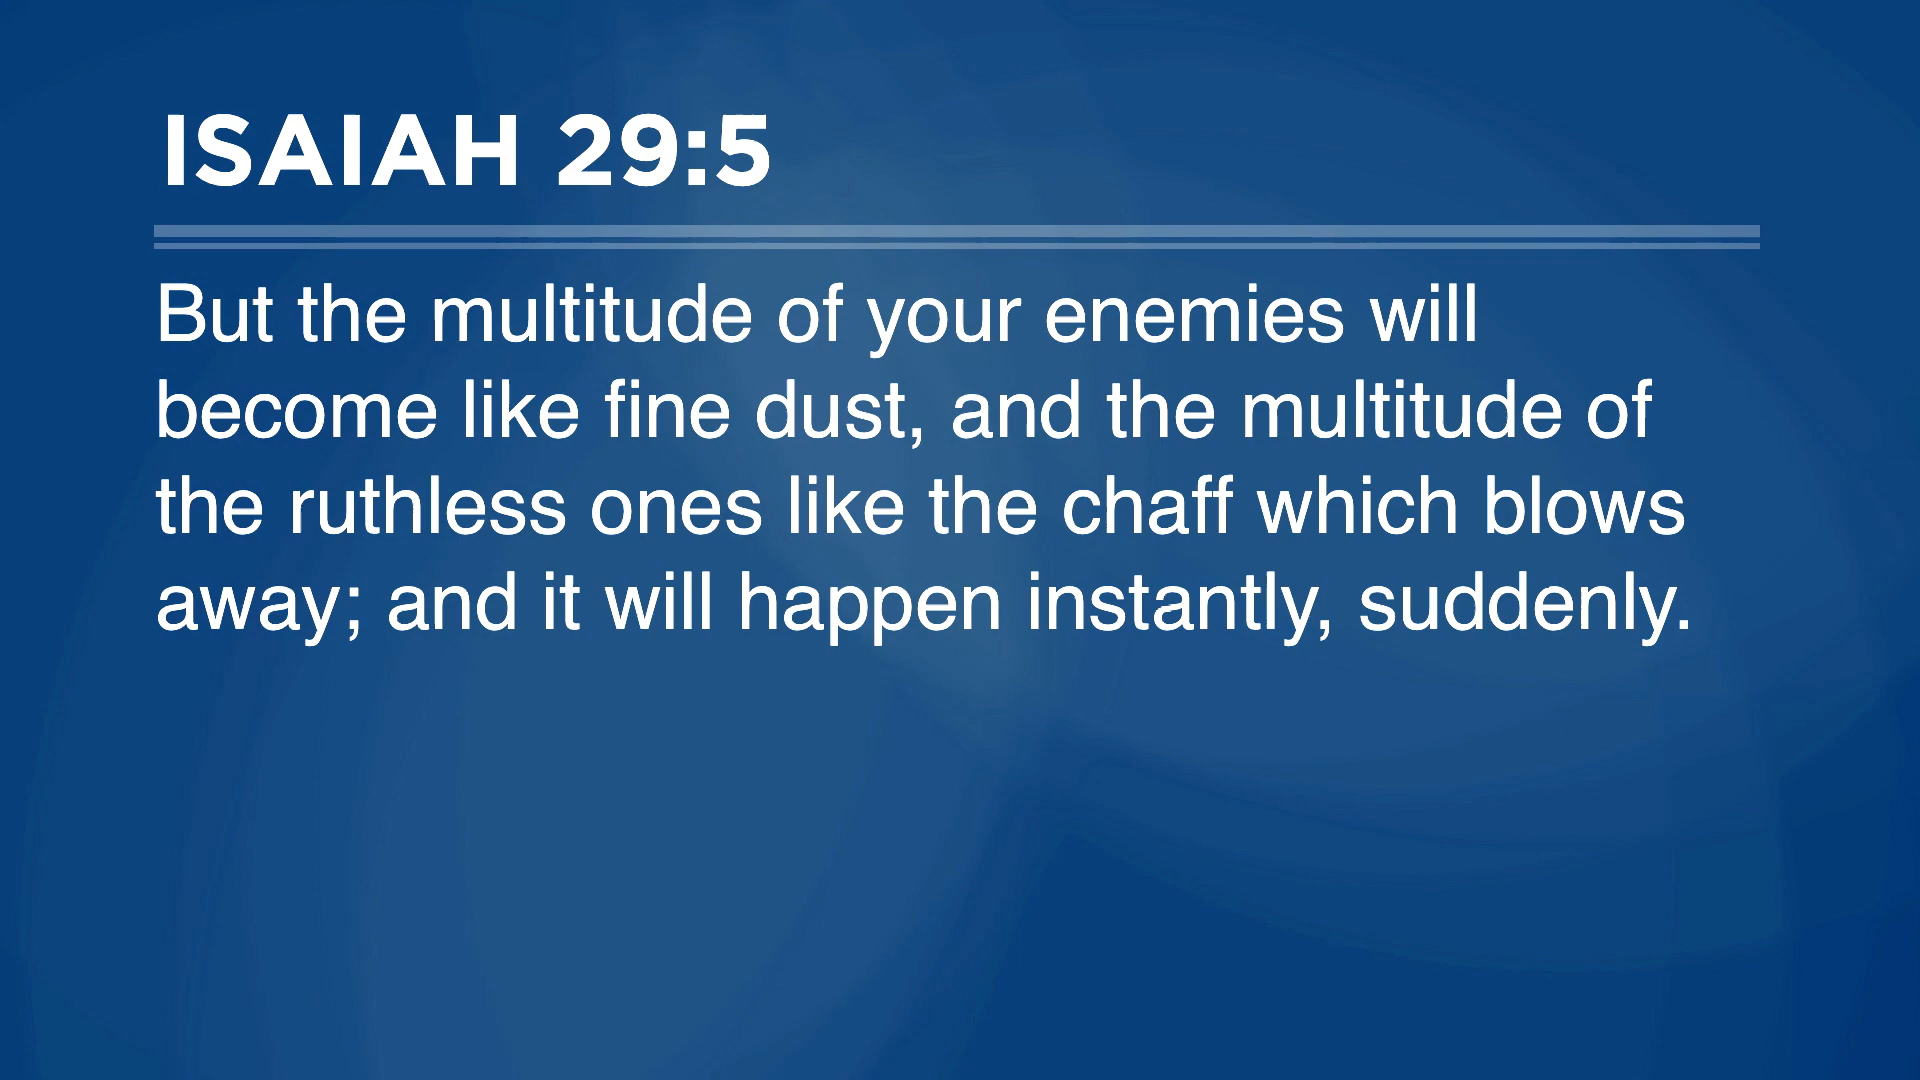 ISAIAH 29:5
But the multitude of your enemies will
become like fine dust, and the multitude of
the ruthless ones like the chaff which blows
away; and it will happen instantly, suddenly.